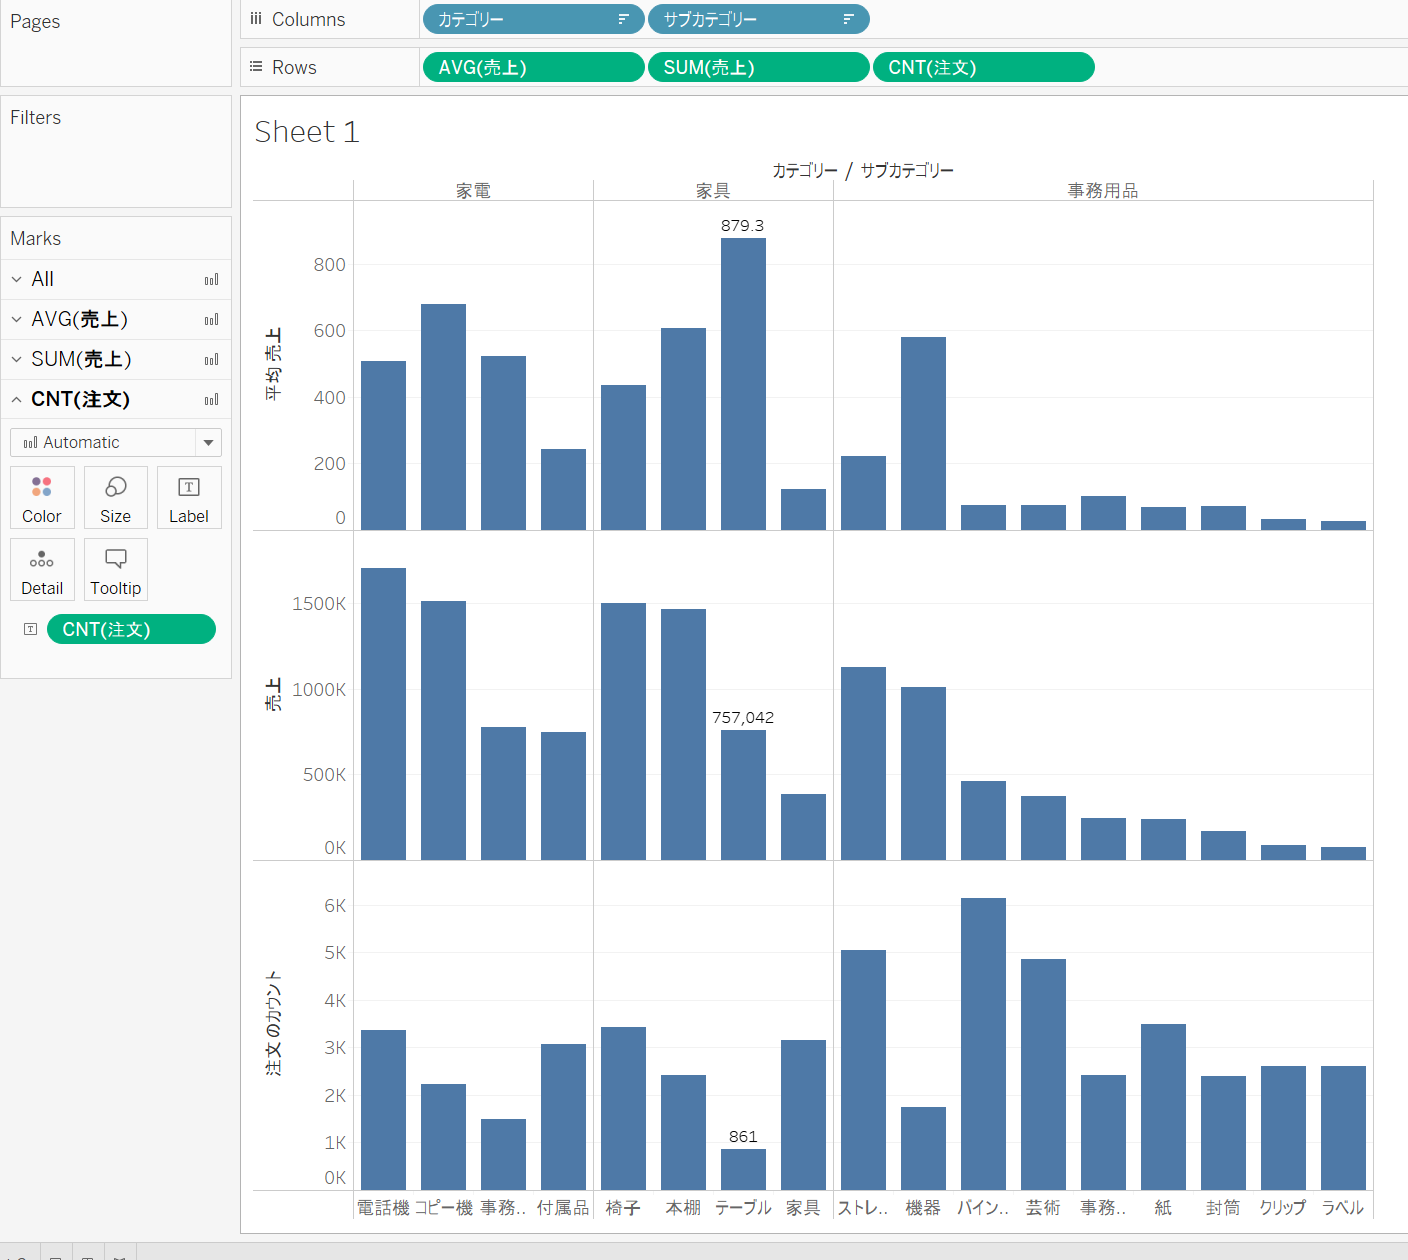 Pages
Columns カテゴリー サブカテゴリー
Rows AVG(売上) SUM(売上) CNT(注文)
Filters
Marks
All
AVG(売上)
SUM(売上)
CNT(注文)
Automatic
Color Size Label
Detail Tooltip
CNT(注文)
Sheet 1
カテゴリー / サブカテゴリー
家電 家具 事務用品
平均 売上
800
600
400
200
0
879.3
売上
1500K
1000K
500K
0K
757,042
注文 のカウント
6K
5K
4K
3K
2K
1K
0K
861
電話機 コピー機 事務.. 付属品 椅子 本棚 テーブル 家具 ストレ.. 機器 バイン.. 芸術 事務.. 紙 封筒 クリップ ラベル